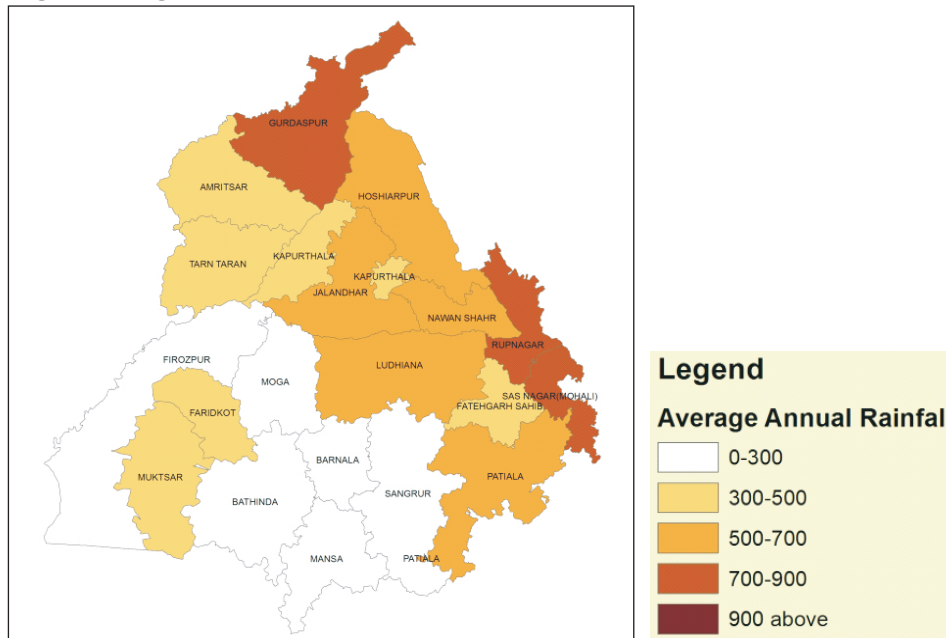 GURDASPUR
AMRITSAR
HOSHIARPUR
KAPURTHALA
TARN TARAN
KAPURTHALA
JALANDHAR
NAWAN SHAHR
RUPNAGAR
FIROZPUR
LUDHIANA
MOGA
SAS NAGAR(MOHALI)
FATEHGARH SAHIB
FARIDKOT
BARNALA
MUKTSAR
PATIALA
SANGRUR
BATHINDA
MANSA
PATIALA
Legend
Average Annual Rainfal
0-300
300-500
500-700
700-900
900 above